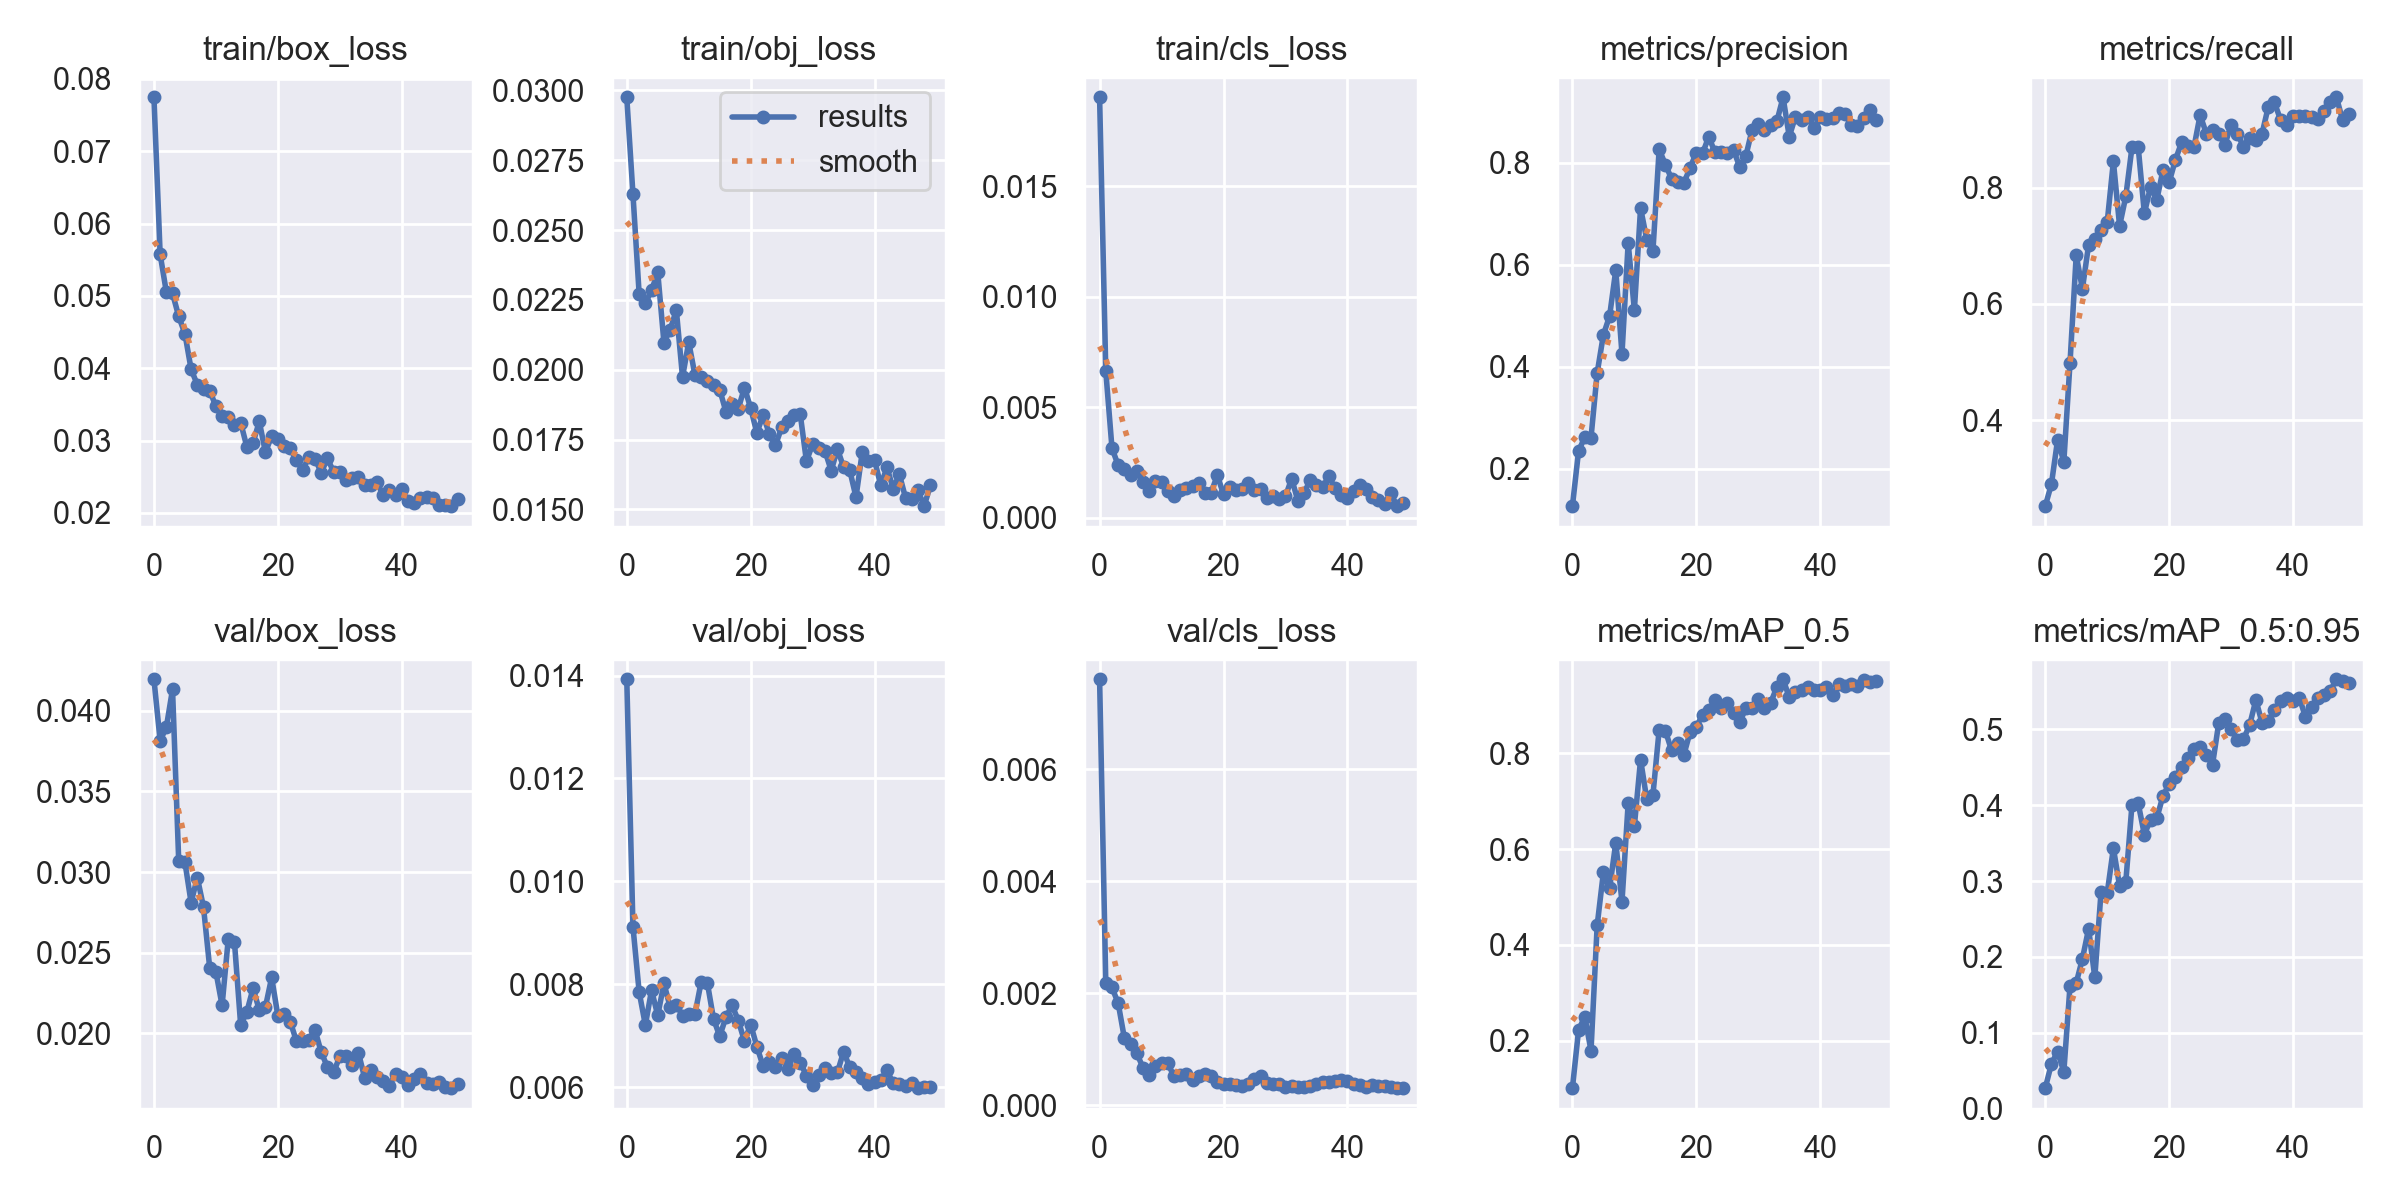 train/box_loss
0.08
0.07
0.06
0.05
0.04
0.03
0.02
0 20 40
train/obj_loss
0.0300
0.0275
0.0250
0.0225
0.0200
0.0175
0.0150
results
smooth
0 20 40
train/cls_loss
0.015
0.010
0.005
0.000
0 20 40
metrics/precision
0.8
0.6
0.4
0.2
0 20 40
metrics/recall
0.8
0.6
0.4
0 20 40
val/box_loss
0.040
0.035
0.030
0.025
0.020
0 20 40
val/obj_loss
0.014
0.012
0.010
0.008
0.006
0 20 40
val/cls_loss
0.006
0.004
0.002
0.000
0 20 40
metrics/mAP_0.5
0.8
0.6
0.4
0.2
0 20 40
metrics/mAP_0.5:0.95
0.5
0.4
0.3
0.2
0.1
0.0
0 20 40